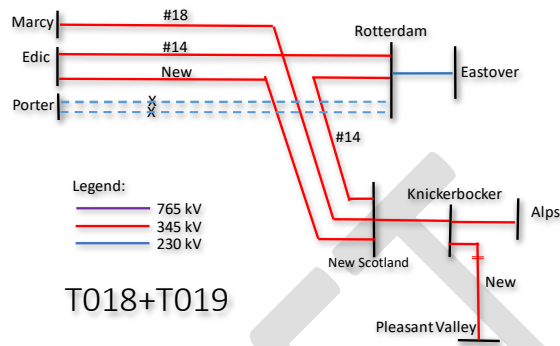 #18
Marcy
#14
Rotterdam
Edic
New
Eastover
Porter
X
X
#14
Legend:
765 kV
345 kV
230 kV
Knickerbocker
Alps
New Scotland
New
T018+T019
Pleasant Valley